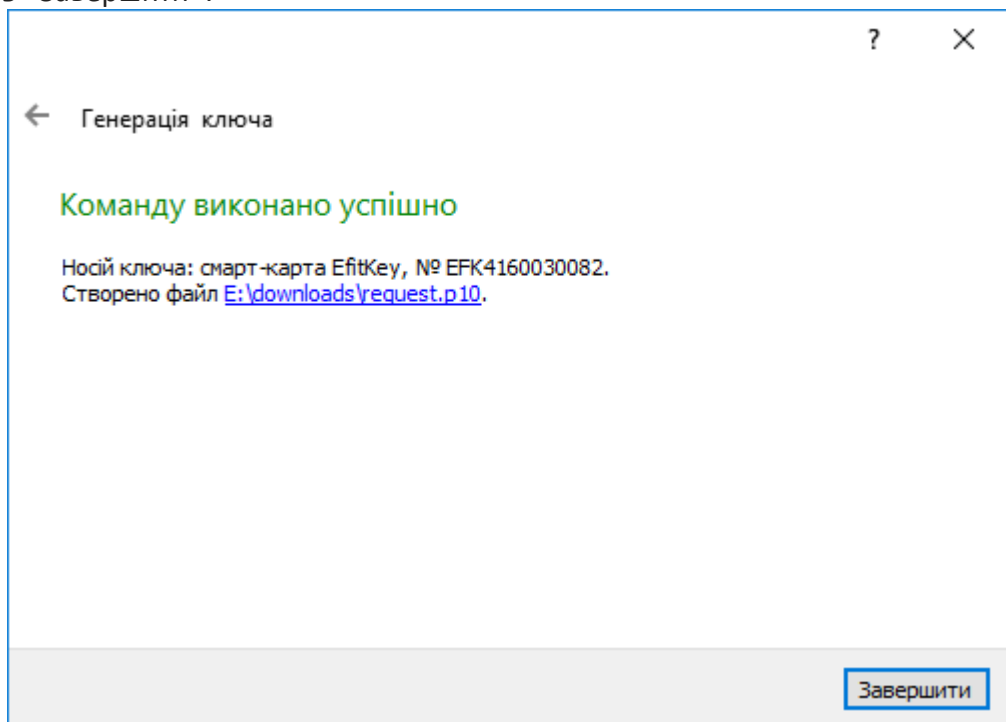 ?
Генерація ключа
Команду виконано успішно
Носій ключа: смарт-карта EfitKey, № EFK4160030082.
Створено файл E:\downloads\request.p10.
Завершити